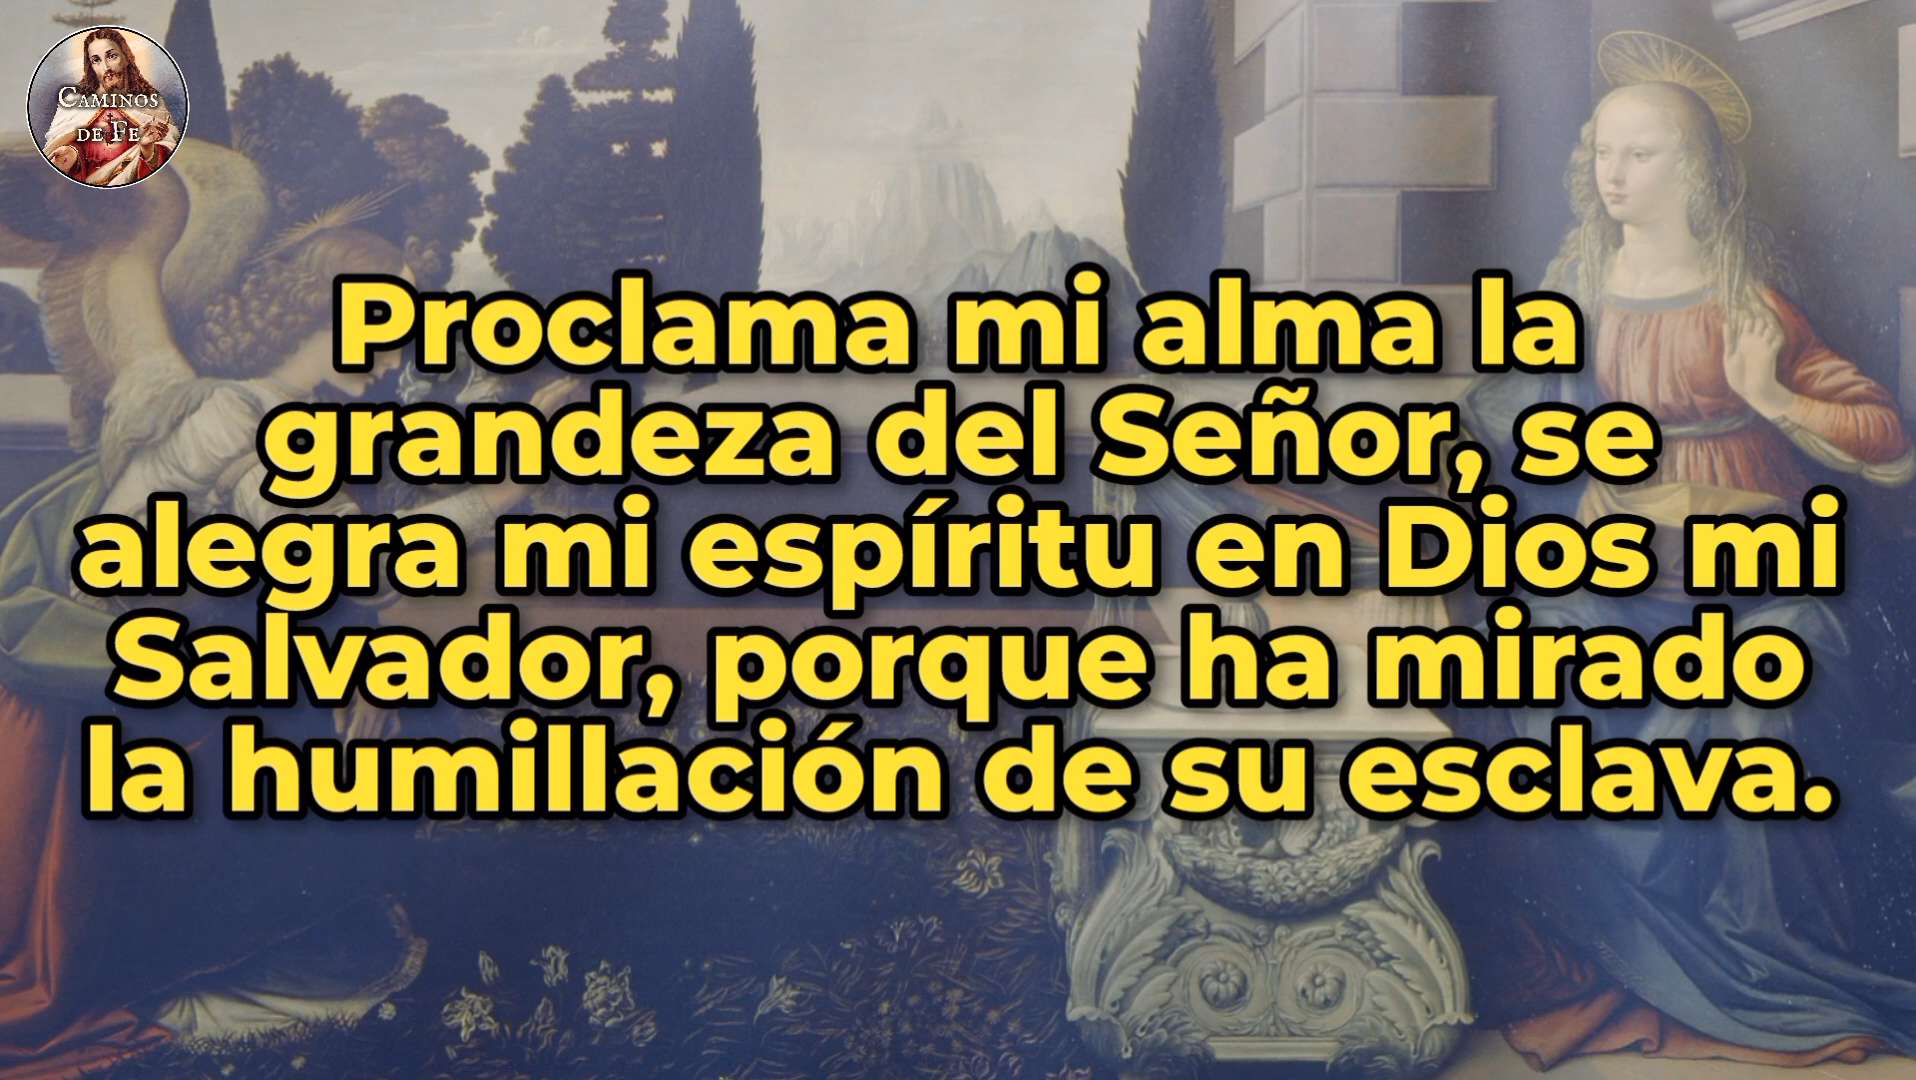 CAMINOS
DE FE
Proclama mi alma la
grandeza del Señor, se
alegra mi espíritu en Dios mi
Salvador, porque ha mirado
la humillación de su esclava.